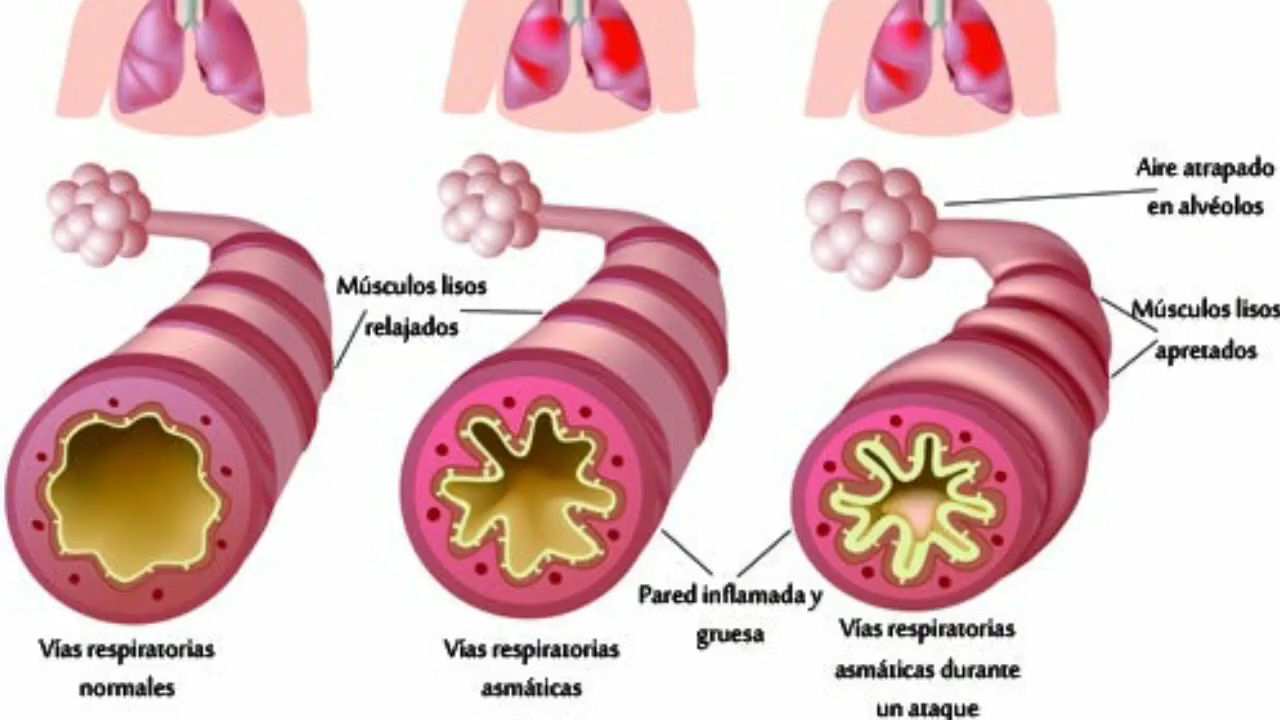 Aire atrapado
en alvéolos
Músculos lisos
relajados
Músculos lisos
apretados
Pared inflamada y
gruesa
Vías respiratorias
normales
Vías respiratorias
asmáticas
Vías respiratorias
asmáticas durante
un ataque